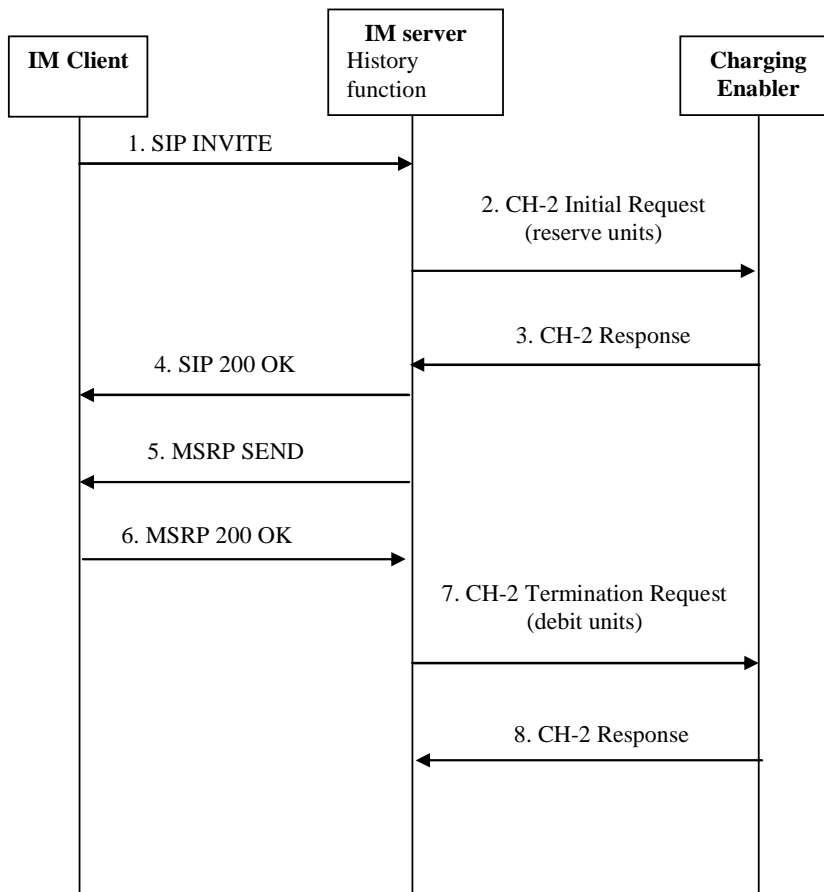 IM Client
IM server
History
function
Charging
Enabler
1. SIP INVITE
2. CH-2 Initial Request
(reserve units)
3. CH-2 Response
4. SIP 200 OK
5. MSRP SEND
6. MSRP 200 OK
7. CH-2 Termination Request
(debit units)
8. CH-2 Response